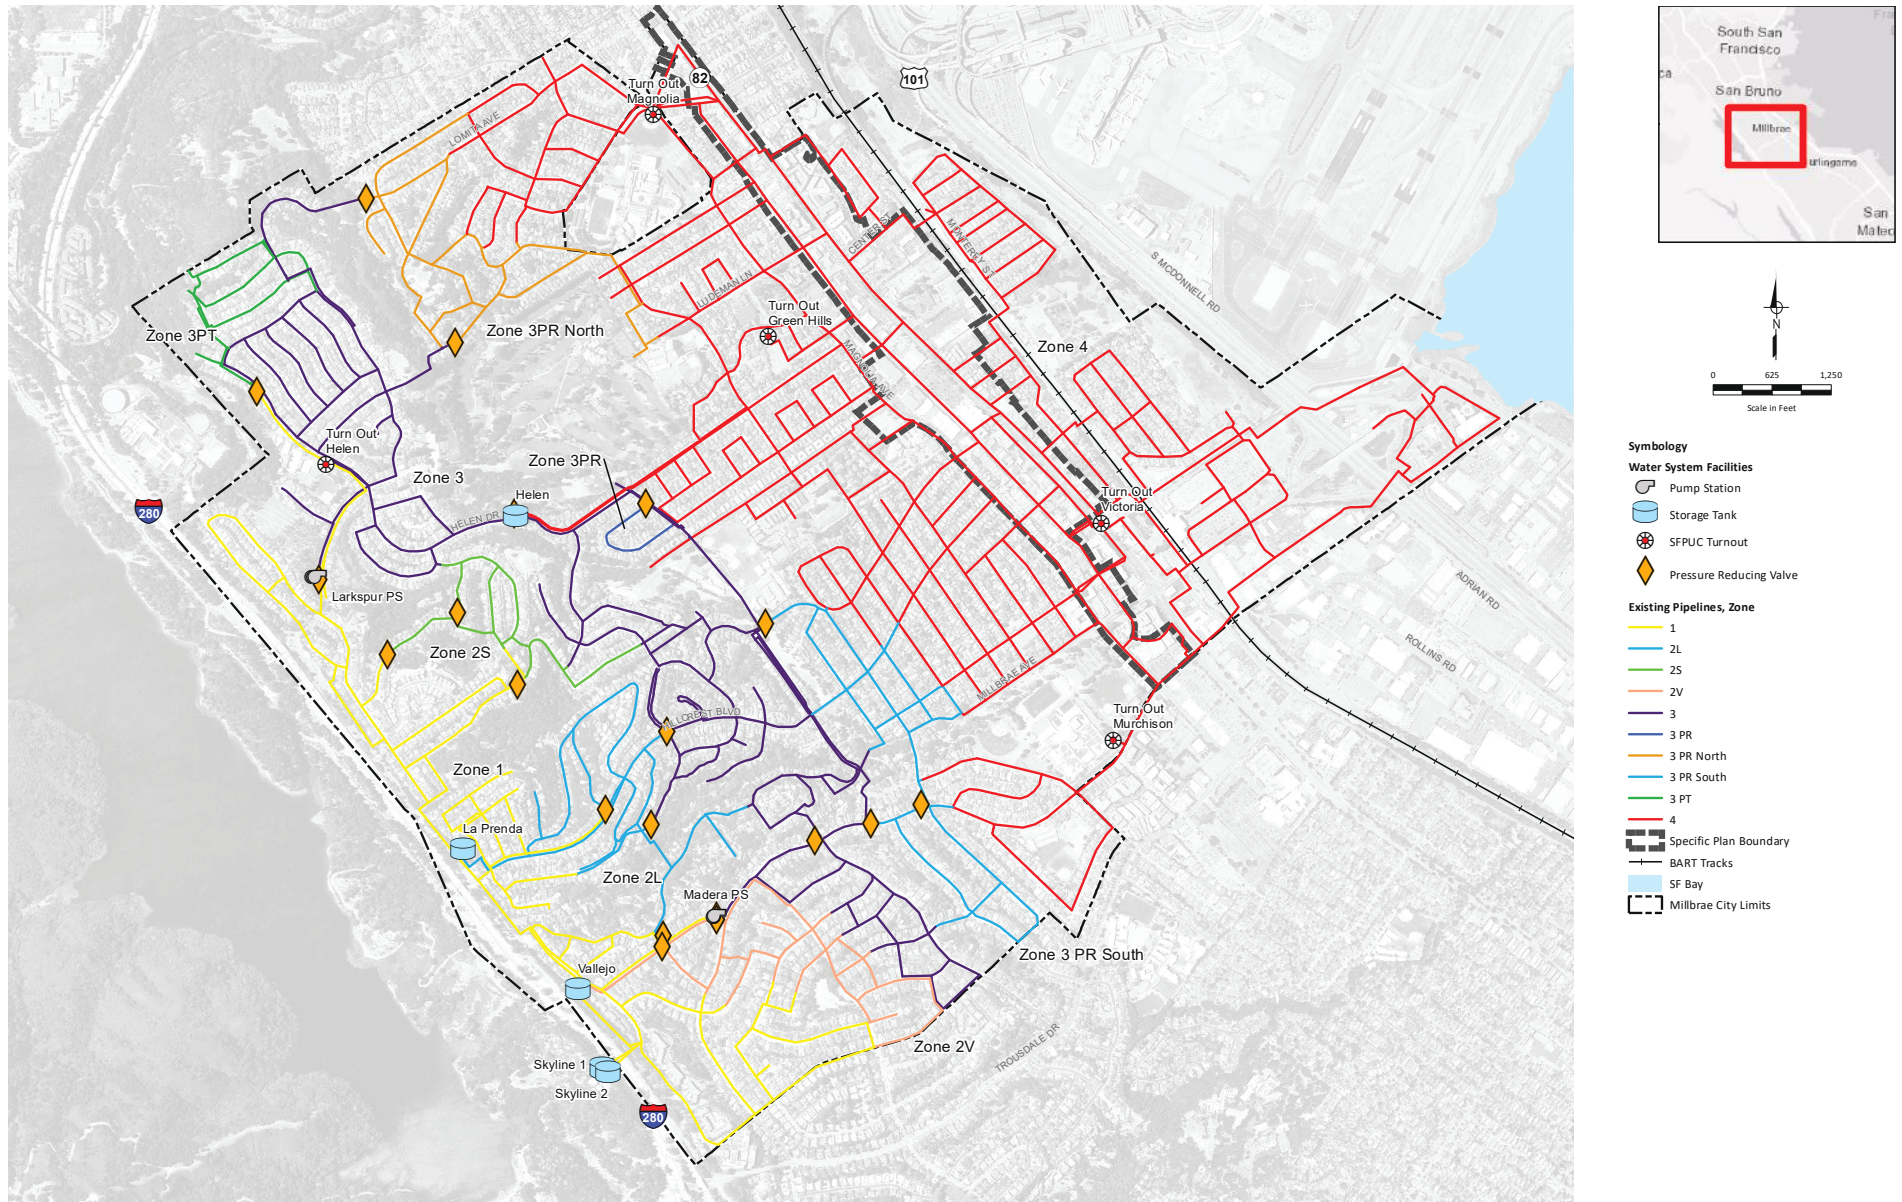 82
101
Turn Out
Magnolia
LOMITA AVE
CENTER ST
MONTEREY ST
S MCDONNELL RD
LUDEMAN LN
Turn Out
Green Hills
Zone 3PT
Zone 3PR North
MAGNOLIA AVE
Zone 4
Turn Out
Helen
Zone 3
Zone 3PR
Helen
HELEN DR
280
Turn Out
Victoria
Larkspur PS
ADRIAN RD
ROLLINS RD
Zone 2S
MILLBRAE AVE
HILLCREST BLVD
Turn Out
Murchison
Zone 1
La Prenda
Zone 2L
Madera PS
Zone 3 PR South
Vallejo
Zone 2V
TROUSDALE DR
Skyline 1
Skyline 2
280
South San
Francisco
San Bruno
Millbrae
urlingame
San
Mateo
N
0 625 1,250
Scale in Feet
Symbology
Water System Facilities
Pump Station
Storage Tank
SFPUC Turnout
Pressure Reducing Valve
Existing Pipelines, Zone
1
2L
2S
2V
3
3 PR
3 PR North
3 PR South
3 PT
4
Specific Plan Boundary
BART Tracks
SF Bay
Millbrae City Limits